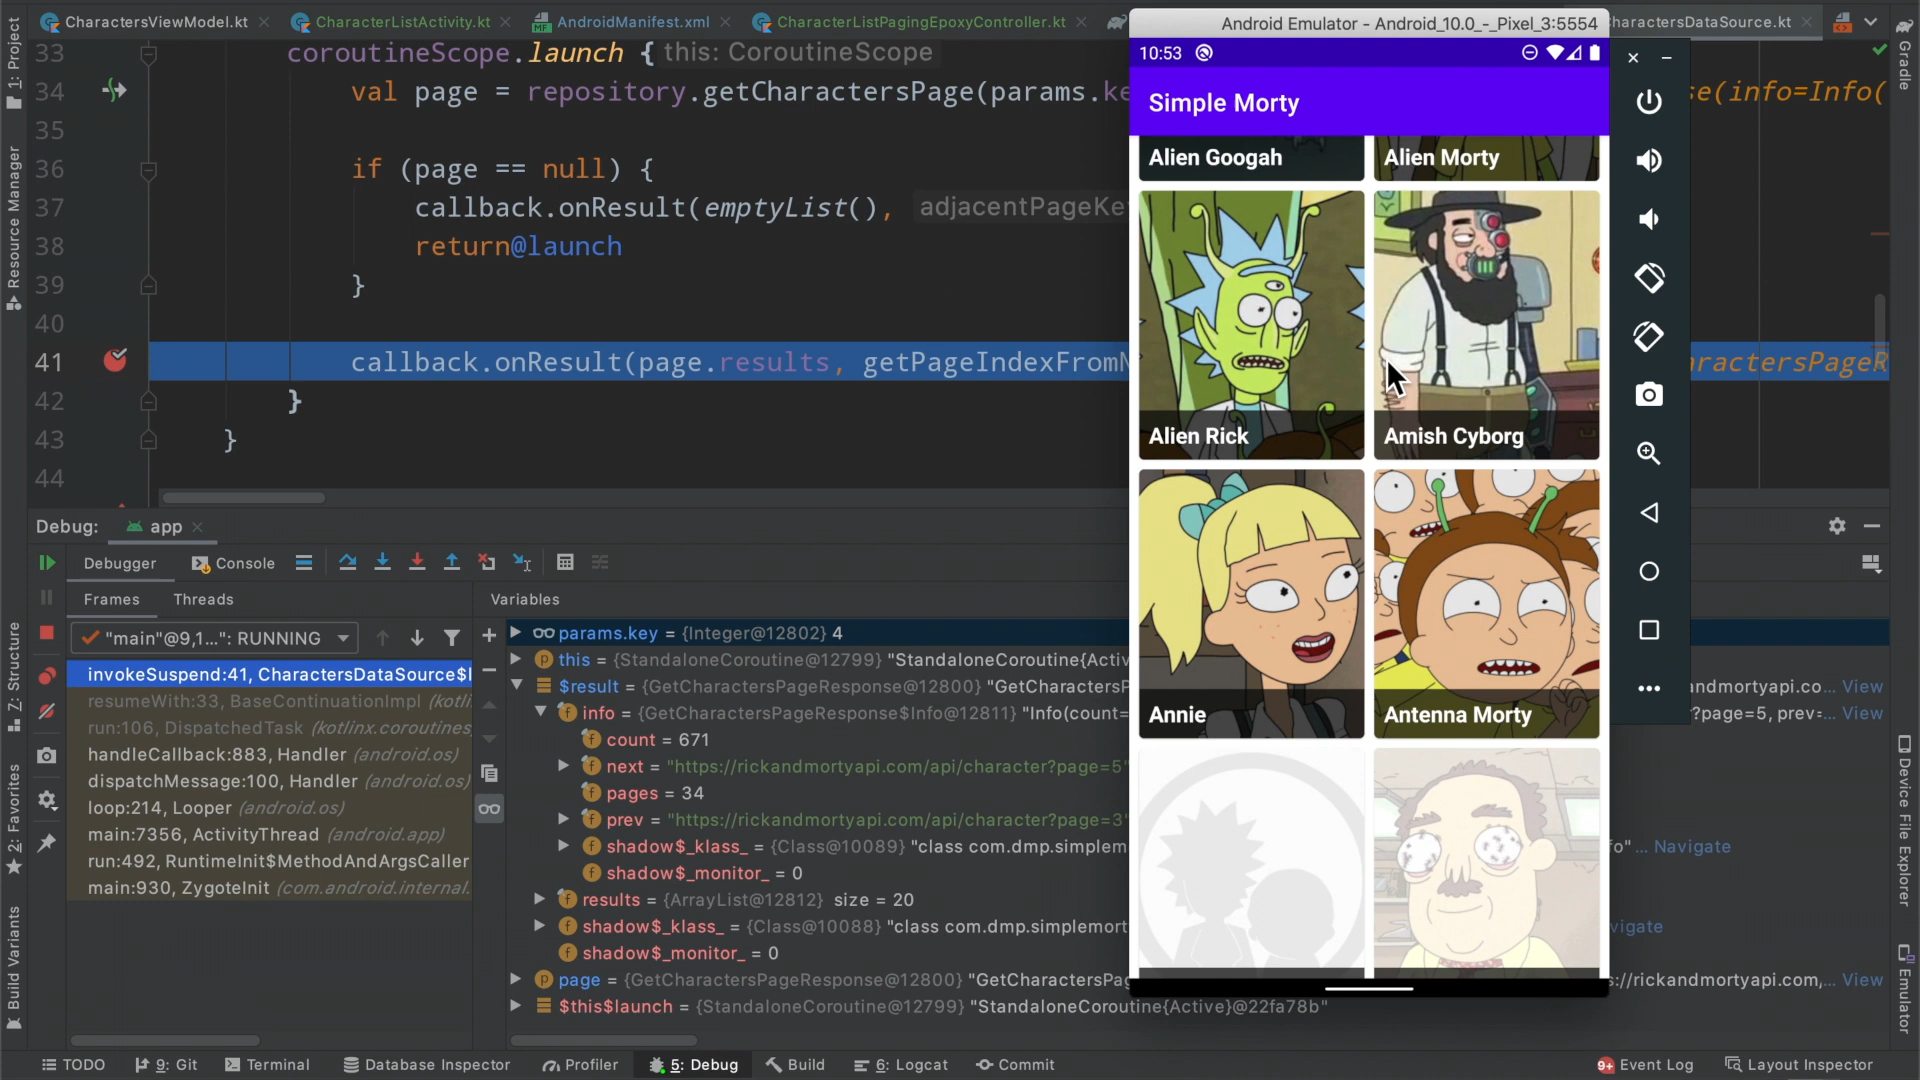 CharactersViewModel.kt
CharacterListActivity.kt
AndroidManifest.xml
CharacterListPagingEpoxyController.kt
Android Emulator - Android_10.0_-_Pixel_3:5554
haractersDataSource.kt
33 coroutineScope.launch { this: CoroutineScope
34 val page = repository.getCharactersPage(params.ke
se(info=Info(
35
36 if (page == null) {
37 callback.onResult(emptyList(), adjacentPageKe
38 return@launch
39 }
40
41 callback.onResult(page.results, getPageIndexFromN
ractersPageR
42 }
43 }
44
10:53
Simple Morty
Alien Googah
Alien Morty
Alien Rick
Amish Cyborg
Annie
Antenna Morty
1: Project
Resource Manager
Z: Structure
2: Favorites
Build Variants
Gradle
Device File Explorer
Emulator
Debug: app
Debugger
Console
Frames
Threads
Variables
"main"@9,1...": RUNNING
invokeSuspend:41, CharactersDataSource$l
resumeWith:33, BaseContinuationImpl (kotli
run:106, DispatchedTask (kotlinx.coroutines
handleCallback:883, Handler (android.os)
dispatchMessage:100, Handler (android.os)
loop:214, Looper (android.os)
main:7356, ActivityThread (android.app)
run:492, RuntimeInit$MethodAndArgsCaller
main:930, ZygoteInit (com.android.internal.
params.key = {Integer@12802} 4
this = {StandaloneCoroutine@12799} "StandaloneCoroutine{Activ
$result = {GetCharactersPageResponse@12800} "GetCharactersP
andmortyapi.co... View
info = {GetCharactersPageResponse$Info@12811} "Info(count=
?page=5, prev:... View
count = 671
next = "https://rickandmortyapi.com/api/character?page=5"
pages = 34
prev = "https://rickandmortyapi.com/api/character?page=3"
shadow$_klass_ = {Class@10089} "class com.dmp.simplemo
fo" ... Navigate
shadow$_monitor_ = 0
results = {ArrayList@12812} size = 20
shadow$_klass_ = {Class@10088} "class com.dmp.simplemort
vigate
shadow$_monitor_ = 0
page = {GetCharactersPageResponse@12800} "GetCharactersPag
s://rickandmortyapi.com,... View
$this$launch = {StandaloneCoroutine@12799} "StandaloneCoroutine{Active}@22fa78b"
TODO
9: Git
Terminal
Database Inspector
Profiler
5: Debug
Build
6: Logcat
Commit
9+ Event Log
Layout Inspector